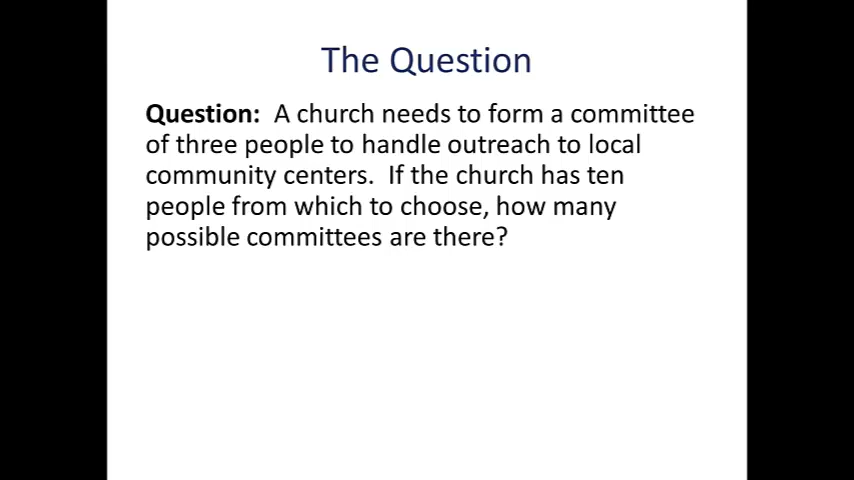 The Question
Question:  A church needs to form a committee
of three people to handle outreach to local
community centers.  If the church has ten
people from which to choose, how many
possible committees are there?